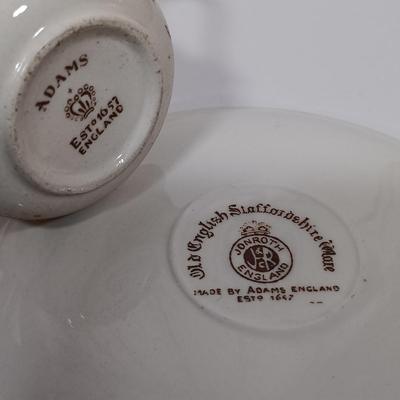 ADAMS
ESTD 1657
ENGLAND
Old English Staffordshire Ware
JONROTH
ENGLAND
MADE BY ADAMS ENGLAND
ESTD 1657